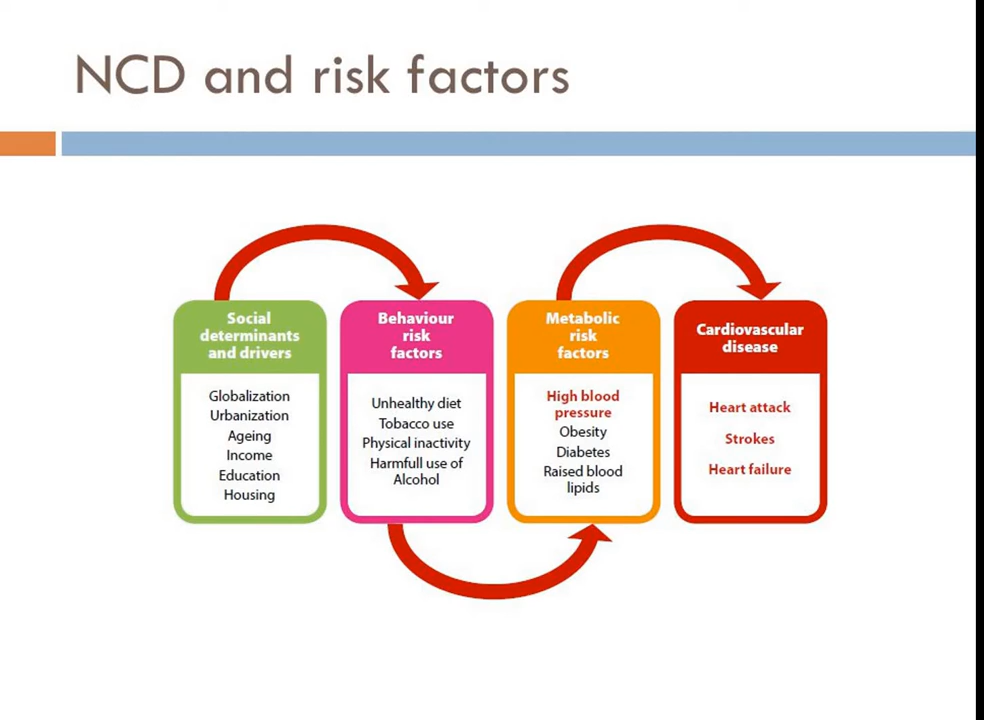 NCD and risk factors
Social
determinants
and drivers
Globalization
Urbanization
Ageing
Income
Education
Housing
Behaviour
risk
factors
Unhealthy diet
Tobacco use
Physical inactivity
Harmfull use of
Alcohol
Metabolic
risk
factors
High blood
pressure
Obesity
Diabetes
Raised blood
lipids
Cardiovascular
disease
Heart attack
Strokes
Heart failure